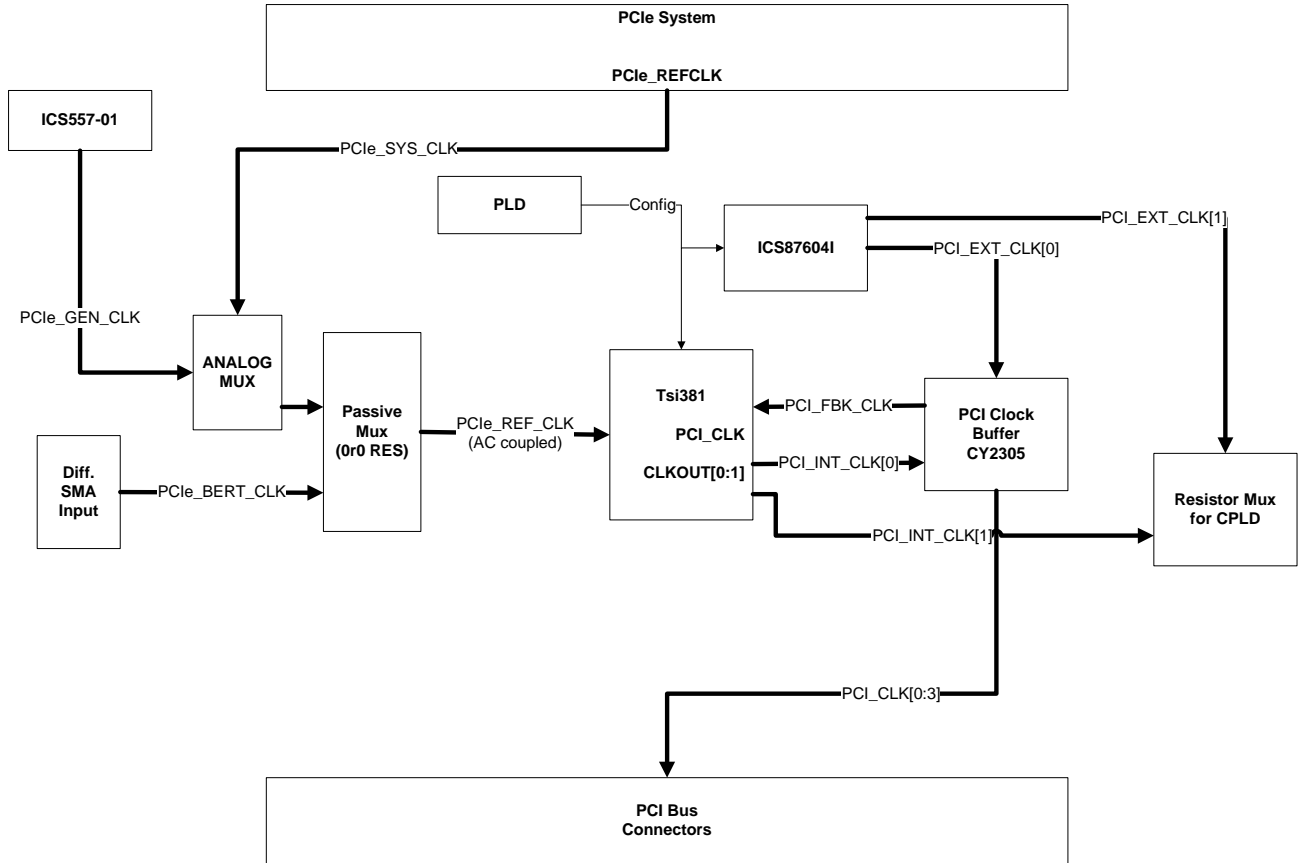 PCIe System
PCIe_REFCLK
ICS557-01
PCIe_SYS_CLK
PLD
Config
ICS87604I
PCI_EXT_CLK[1]
PCI_EXT_CLK[0]
PCIe_GEN_CLK
ANALOG
MUX
Passive
Mux
(0r0 RES)
PCIe_REF_CLK
(AC coupled)
Tsi381
PCI_CLK
CLKOUT[0:1]
PCI_FBK_CLK
PCI_INT_CLK[0]
PCI Clock
Buffer
CY2305
Diff.
SMA
Input
PCIe_BERT_CLK
PCI_INT_CLK[1]
Resistor Mux
for CPLD
PCI_CLK[0:3]
PCI Bus
Connectors